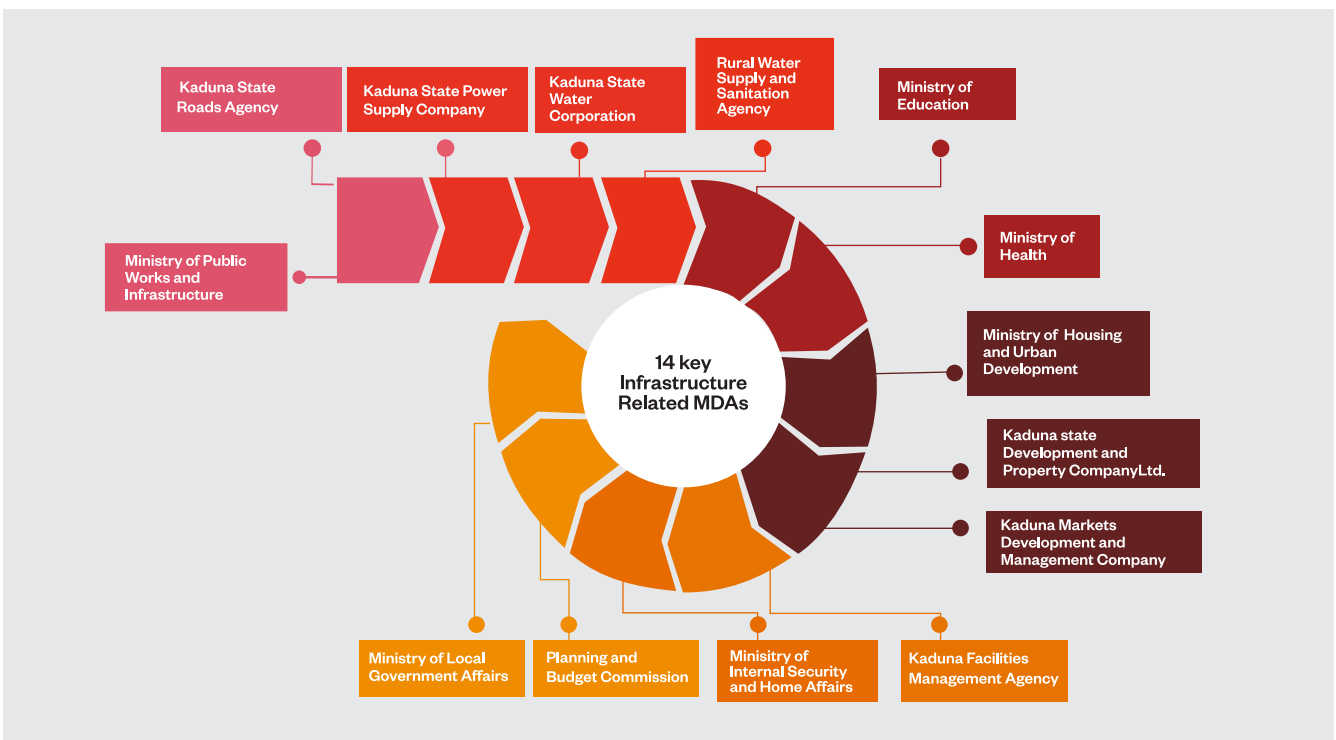 Kaduna State
Roads Agency
Kaduna State Power
Supply Company
Kaduna State
Water
Corporation
Rural Water
Supply and
Sanitation
Agency
Ministry of
Education
Ministry of
Health
Ministry of Public
Works and
Infrastructure
14 key
Infrastructure
Related MDAs
Ministry of Housing
and Urban
Development
Kaduna state
Development and
Property CompanyLtd.
Kaduna Markets
Development and
Management Company
Ministry of Local
Government Affairs
Planning and
Budget Commission
Minisitry of
Internal Security
and Home Affairs
Kaduna Facilities
Management Agency